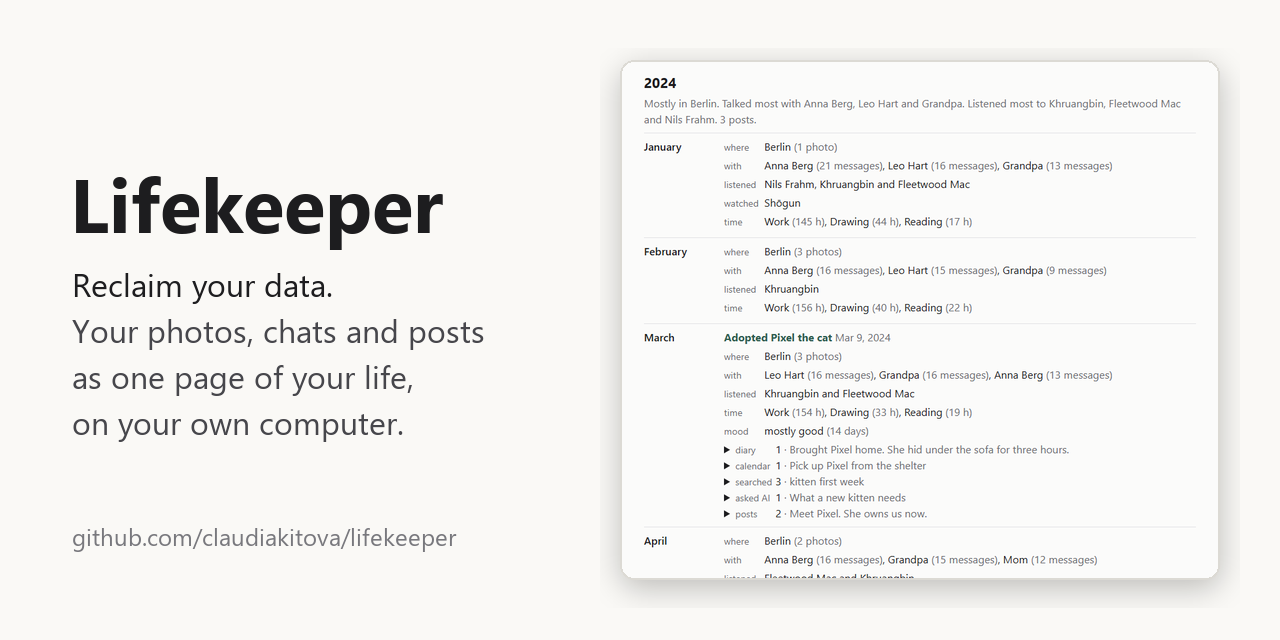 Lifekeeper
Reclaim your data.
Your photos, chats and posts
as one page of your life,
on your own computer.
github.com/claudiakitova/lifekeeper
2024
Mostly in Berlin. Talked most with Anna Berg, Leo Hart and Grandpa. Listened most to Khruangbin, Fleetwood Mac
and Nils Frahm. 3 posts.
January
where Berlin (1 photo)
with Anna Berg (21 messages), Leo Hart (16 messages), Grandpa (13 messages)
listened Nils Frahm, Khruangbin and Fleetwood Mac
watched Shōgun
time Work (145 h), Drawing (44 h), Reading (17 h)
February
where Berlin (3 photos)
with Anna Berg (16 messages), Leo Hart (15 messages), Grandpa (9 messages)
listened Khruangbin
time Work (156 h), Drawing (40 h), Reading (22 h)
March
Adopted Pixel the cat Mar 9, 2024
where Berlin (3 photos)
with Leo Hart (16 messages), Grandpa (16 messages), Anna Berg (13 messages)
listened Khruangbin and Fleetwood Mac
time Work (154 h), Drawing (33 h), Reading (19 h)
mood mostly good (14 days)
▶ diary 1 · Brought Pixel home. She hid under the sofa for three hours.
▶ calendar 1 · Pick up Pixel from the shelter
▶ searched 3 · kitten first week
▶ asked AI 1 · What a new kitten needs
▶ posts 2 · Meet Pixel. She owns us now.
April
where Berlin (2 photos)
with Anna Berg (16 messages), Grandpa (15 messages), Mom (12 messages)
listened Fleetwood Mac and Khruangbin